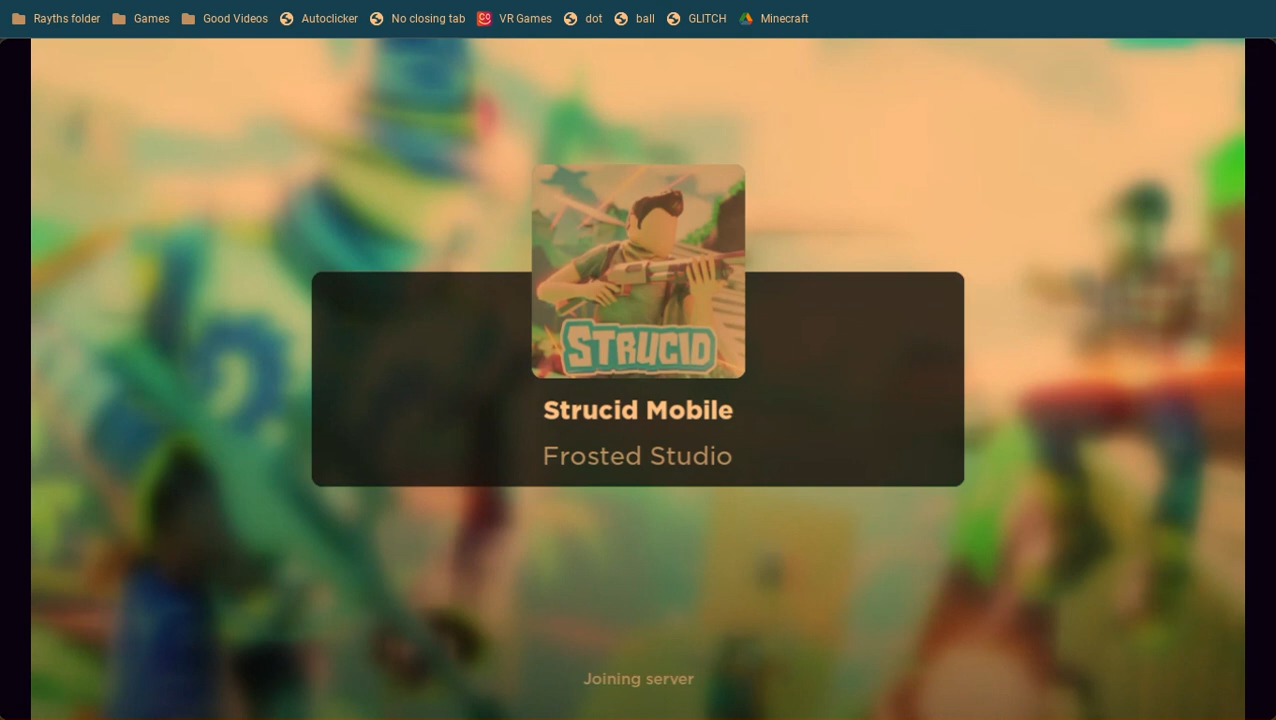 Rayths folder Games Good Videos Autoclicker No closing tab VR Games dot ball GLITCH Minecraft
STRUCID
Strucid Mobile
Frosted Studio
Joining server